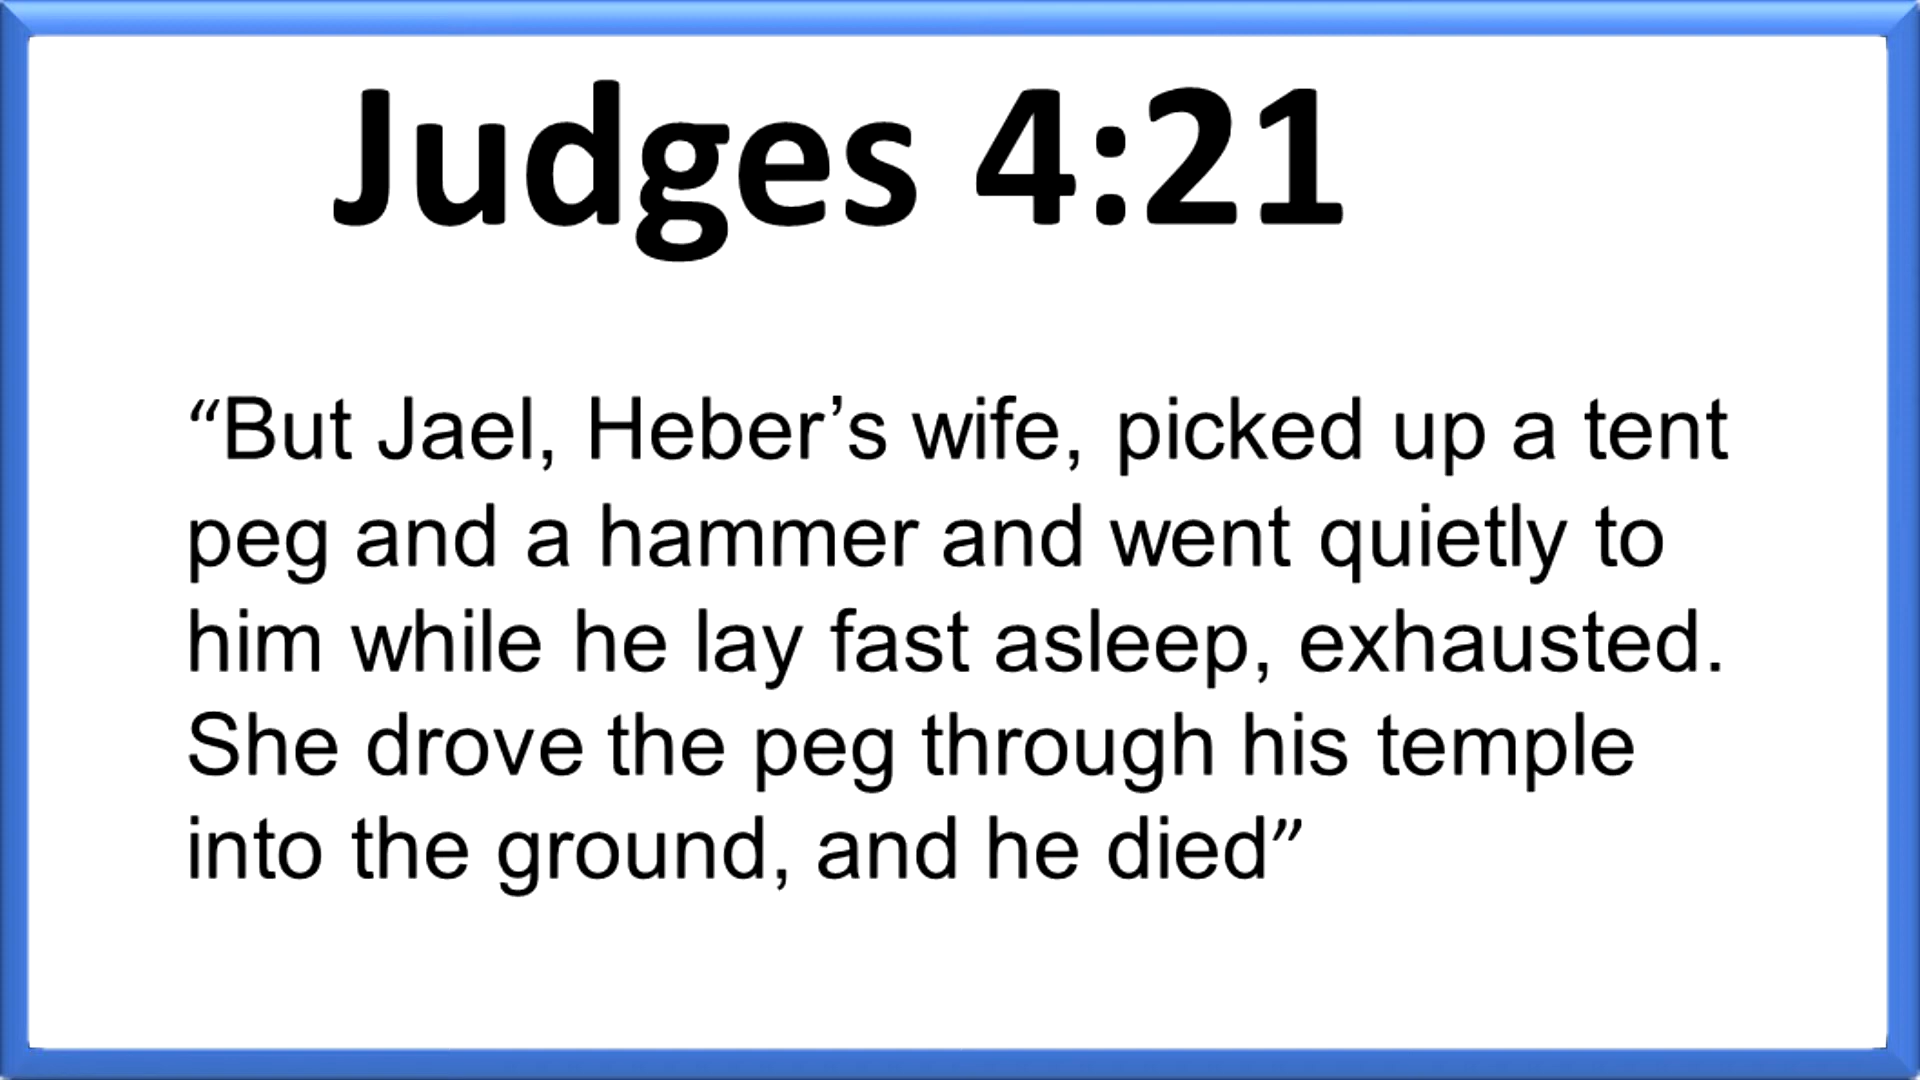 Judges 4:21
“But Jael, Heber’s wife, picked up a tent
peg and a hammer and went quietly to
him while he lay fast asleep, exhausted.
She drove the peg through his temple
into the ground, and he died”